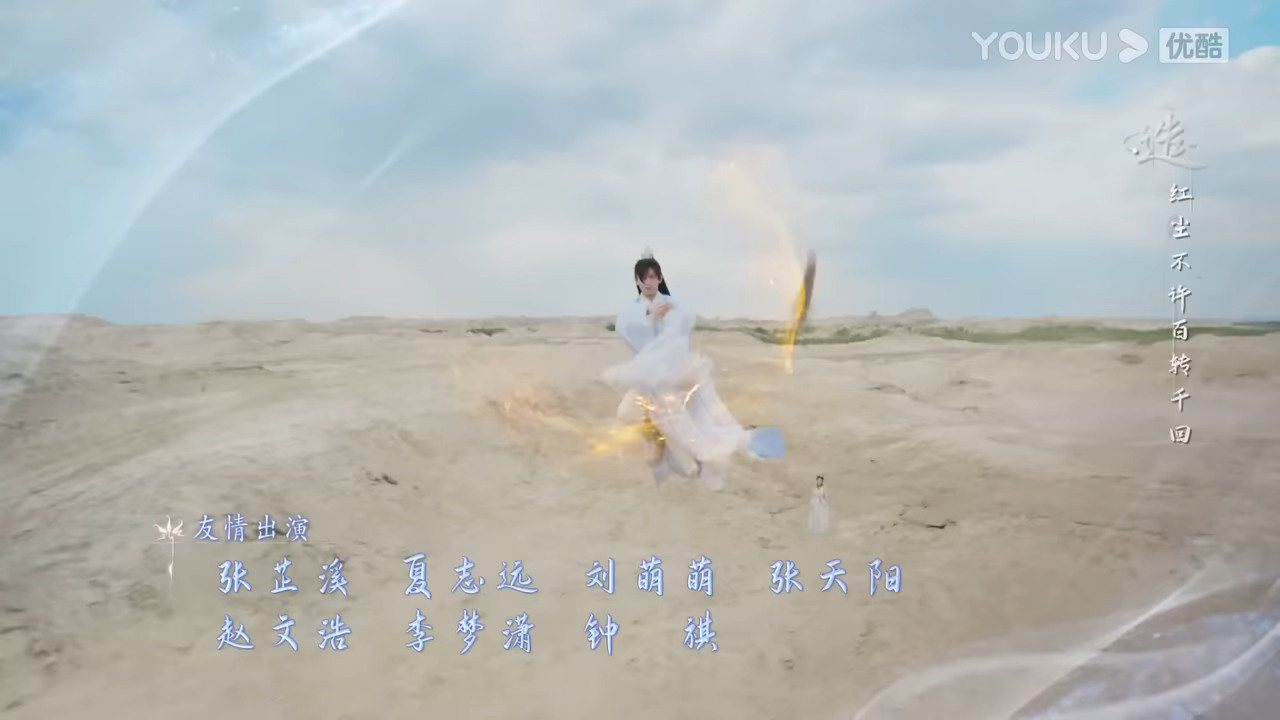 YOUKU 优酷
造
红尘不许百转千回
友情出演
张芷溪 夏志远 刘萌萌 张天阳
赵文浩 李梦潇 钟祺